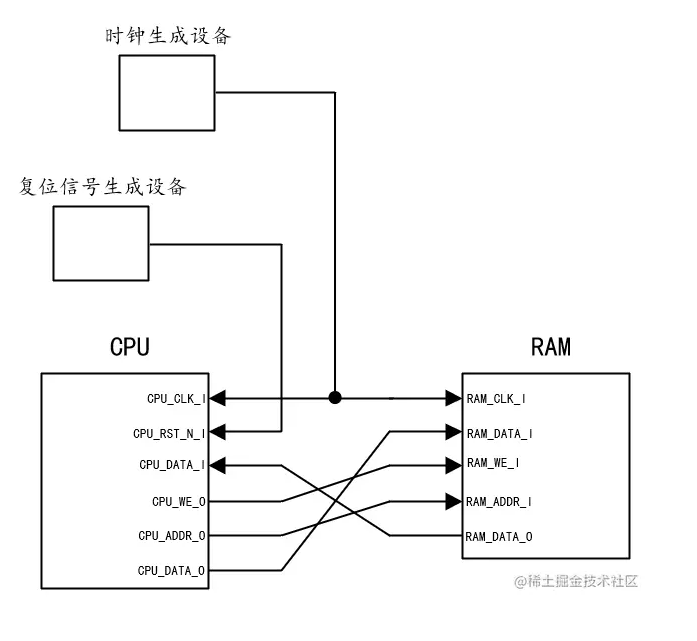 时钟生成设备
复位信号生成设备
CPU
RAM
CPU_CLK_I
CPU_RST_N_I
CPU_DATA_I
CPU_WE_O
CPU_ADDR_O
CPU_DATA_O
RAM_CLK_I
RAM_DATA_I
RAM_WE_I
RAM_ADDR_I
RAM_DATA_O
@稀土掘金技术社区